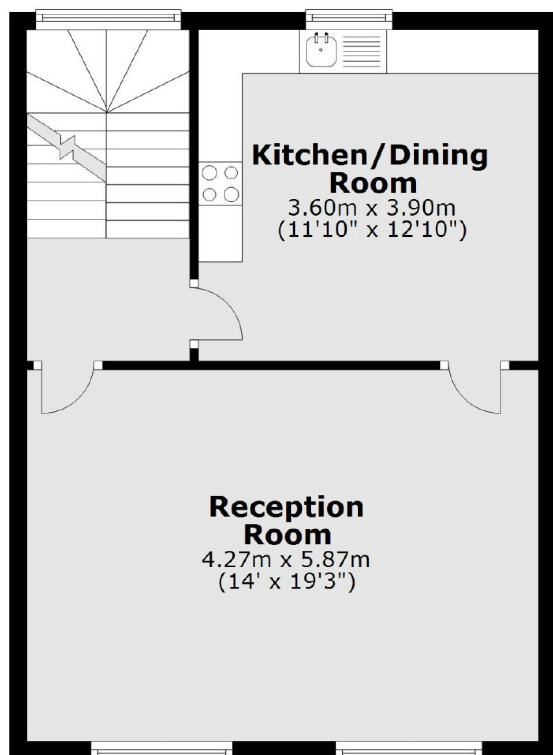 Kitchen/Dining
Room
3.60m x 3.90m
(11'10" x 12'10")
Reception
Room
4.27m x 5.87m
(14' x 19'3")